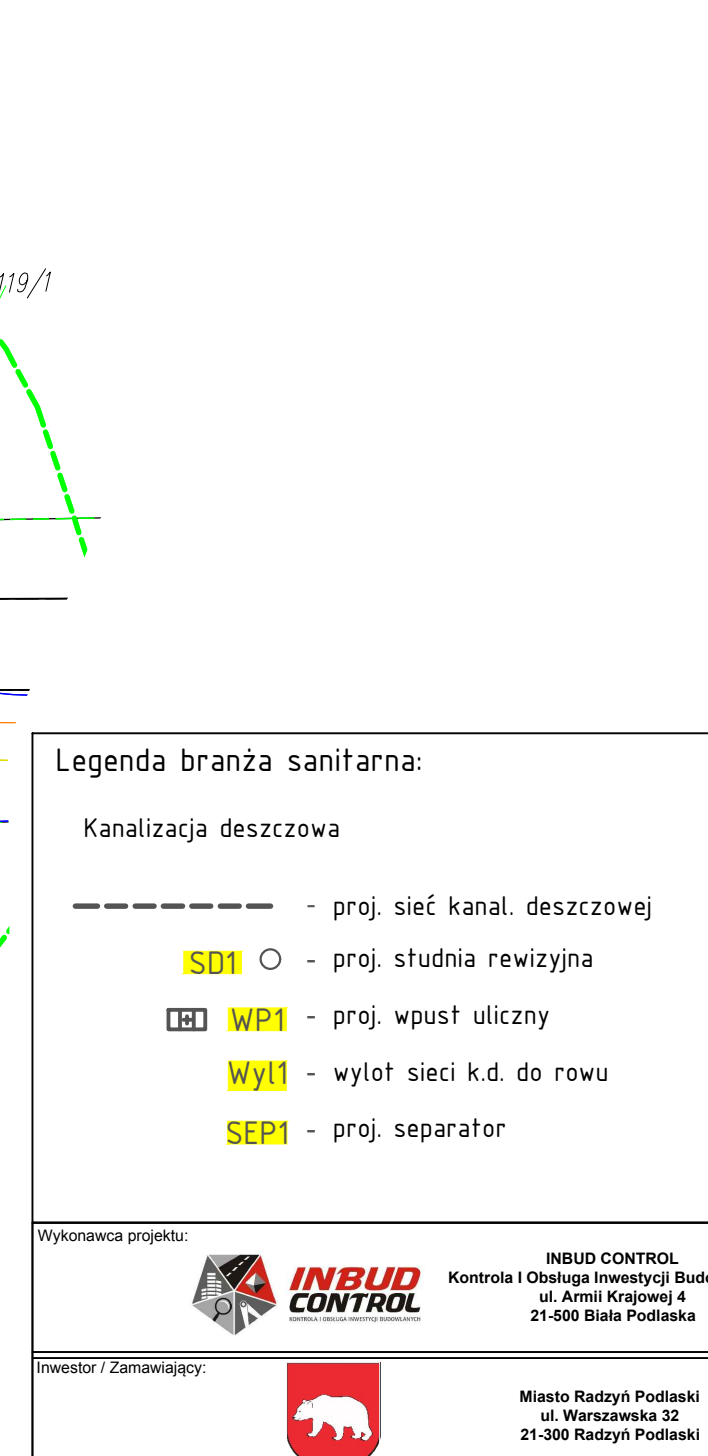 119/1
Legenda branża sanitarna:
Kanalizacja deszczowa
- proj. sieć kanal. deszczowej
SD1 - proj. studnia rewizyjna
WP1 - proj. wpust uliczny
Wyl1 - wylot sieci k.d. do rowu
SEP1 - proj. separator
Wykonawca projektu:
INBUD
CONTROL
KONTROLA I OBSŁUGA INWESTYCJI BUDOWLANYCH
INBUD CONTROL
Kontrola I Obsługa Inwestycji
ul. Armii Krajowej 4
21-500 Biała Podlaska
Inwestor / Zamawiający:
Miasto Radzyń Podlaski
ul. Warszawska 32
21-300 Radzyń Podlaski